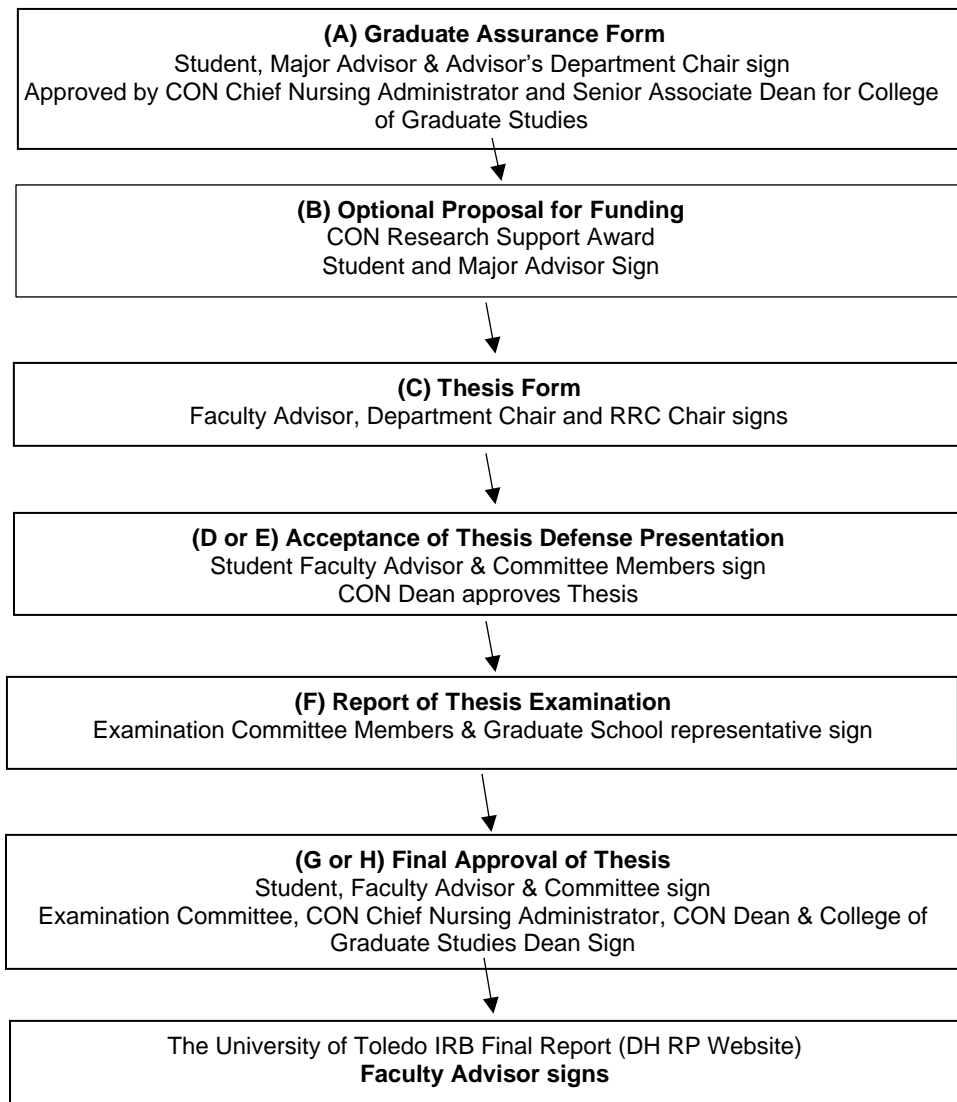 (A) Graduate Assurance Form
Student, Major Advisor & Advisor's Department Chair sign
Approved by CON Chief Nursing Administrator and Senior Associate Dean for College
of Graduate Studies
(B) Optional Proposal for Funding
CON Research Support Award
Student and Major Advisor Sign
(C) Thesis Form
Faculty Advisor, Department Chair and RRC Chair signs
(D or E) Acceptance of Thesis Defense Presentation
Student Faculty Advisor & Committee Members sign
CON Dean approves Thesis
(F) Report of Thesis Examination
Examination Committee Members & Graduate School representative sign
(G or H) Final Approval of Thesis
Student, Faculty Advisor & Committee sign
Examination Committee, CON Chief Nursing Administrator, CON Dean & College of
Graduate Studies Dean Sign
The University of Toledo IRB Final Report (DH RP Website)
Faculty Advisor signs